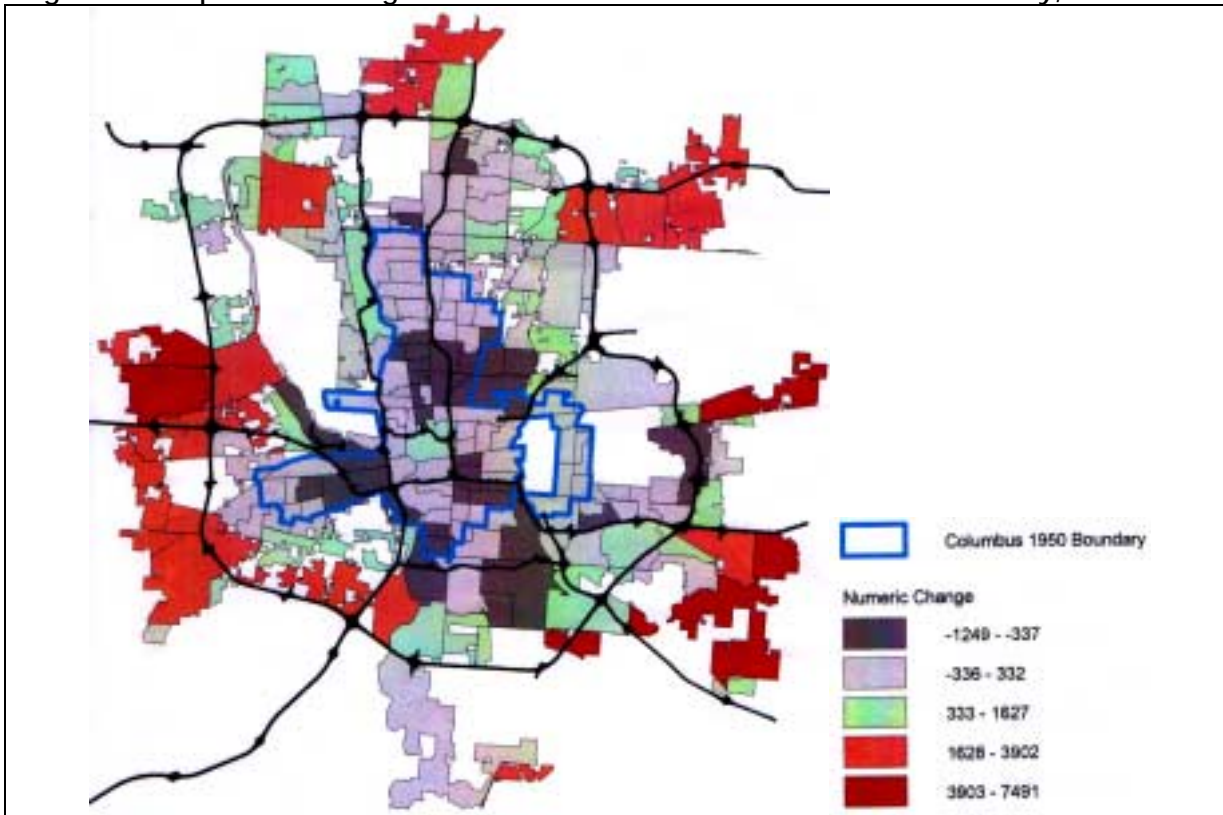 Columbus 1950 Boundary
Numeric Change
-1249 - -337
-336 - 332
333 - 1627
1628 - 3902
3903 - 7491